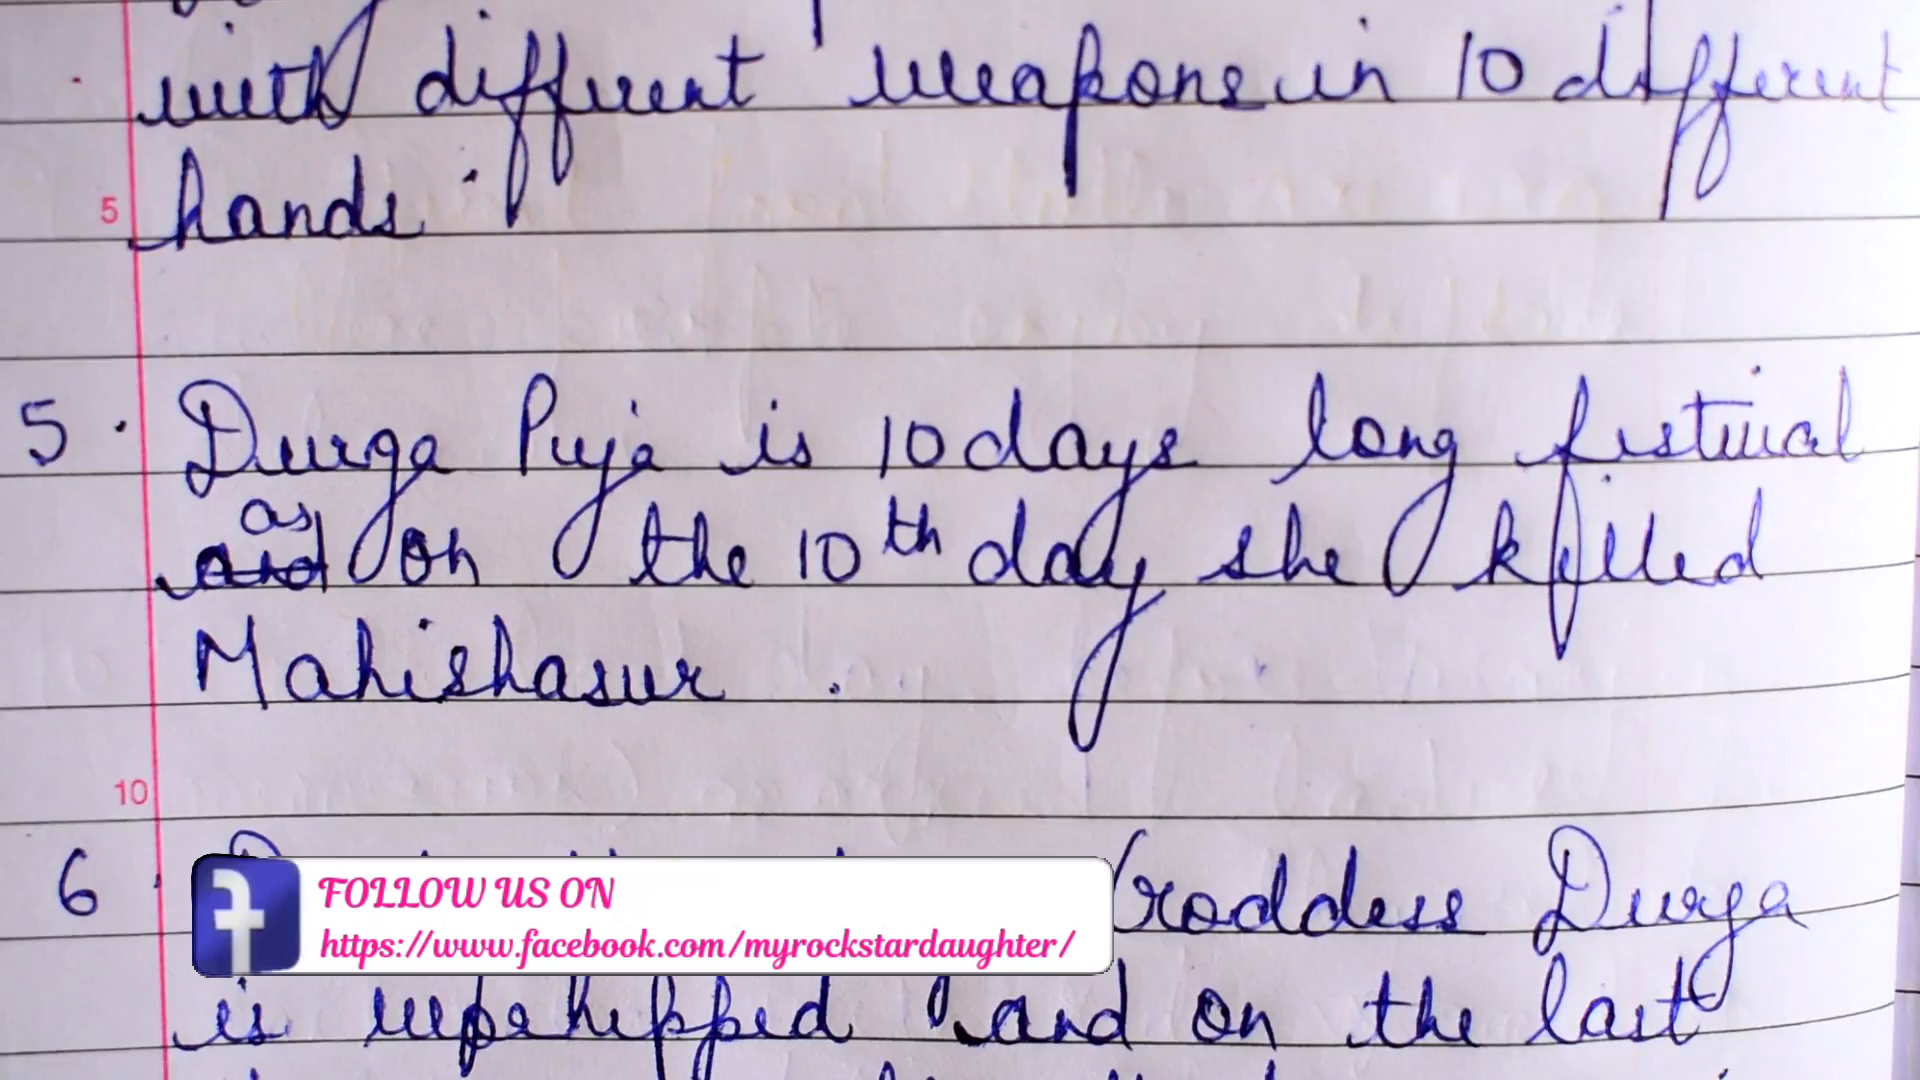 with different weapons in 10 different
5 hands.
5. Durga Puja is 10 days long festival
as
and on the 10th day she killed
Mahishasur.
10
6. Goddess Durga
FOLLOW US ON
https://www.facebook.com/myrockstardaughter/
is worshipped and on the last